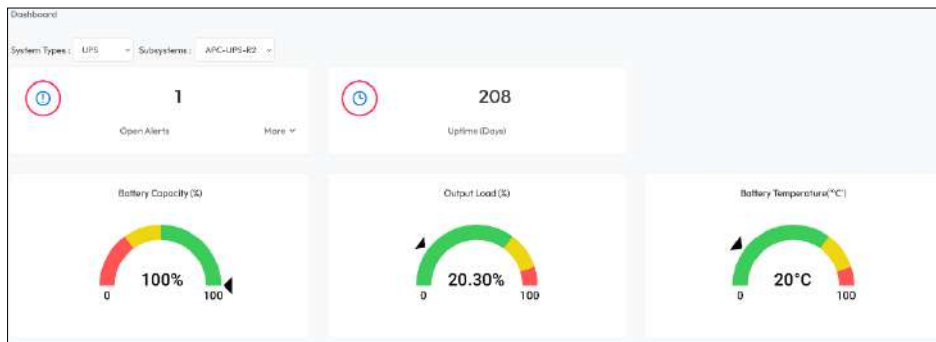 Dashboard
System Types : UPS Subsystems : APC-UPS-R2
1
Open Alerts More
208
Uptime (Days)
Battery Capacity (%)
100%
0 100
Output Load (%)
20.30%
0 100
Battery Temperature(°C)
20°C
0 100